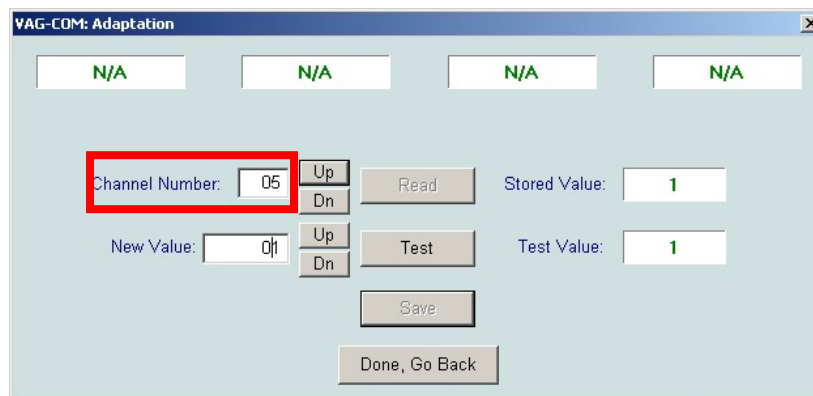 VAG-COM: Adaptation
N/A N/A N/A N/A
Channel Number: 05 Up Read Stored Value: 1
Dn
New Value: 01 Up Test Test Value: 1
Dn
Save
Done, Go Back